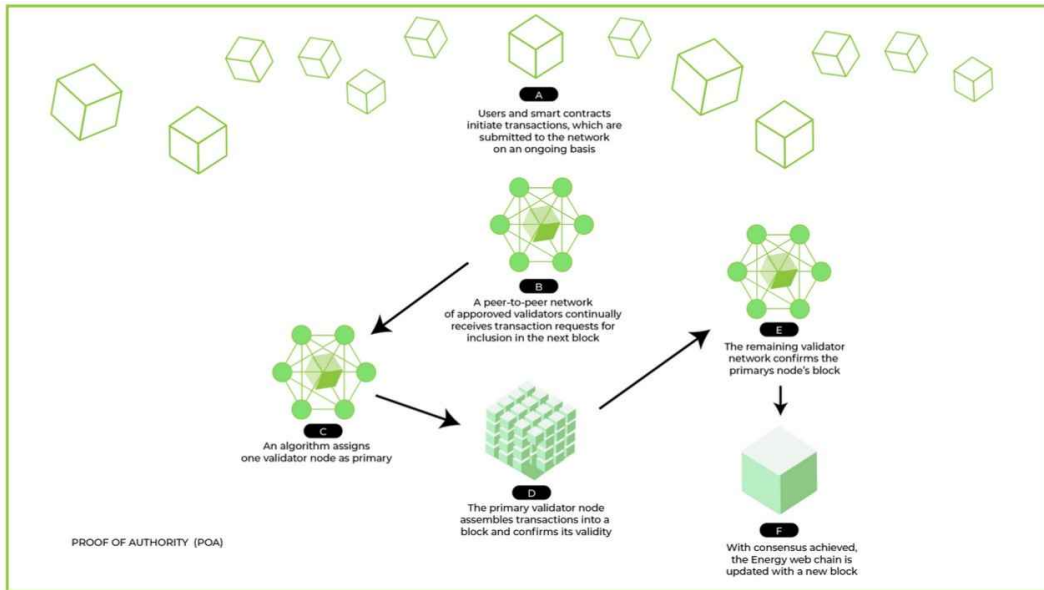 A
Users and smart contracts
initiate transactions, which are
submitted to the network
on an ongoing basis
B
A peer-to-peer network
of apporoved validators continually
receives transaction requests for
inclusion in the next block
C
An algorithm assigns
one validator node as primary
D
The primary validator node
assembles transactions into a
block and confirms its validity
E
The remaining validator
network confirms the
primarys node's block
F
With consensus achieved,
the Energy web chain is
updated with a new block
PROOF OF AUTHORITY (POA)